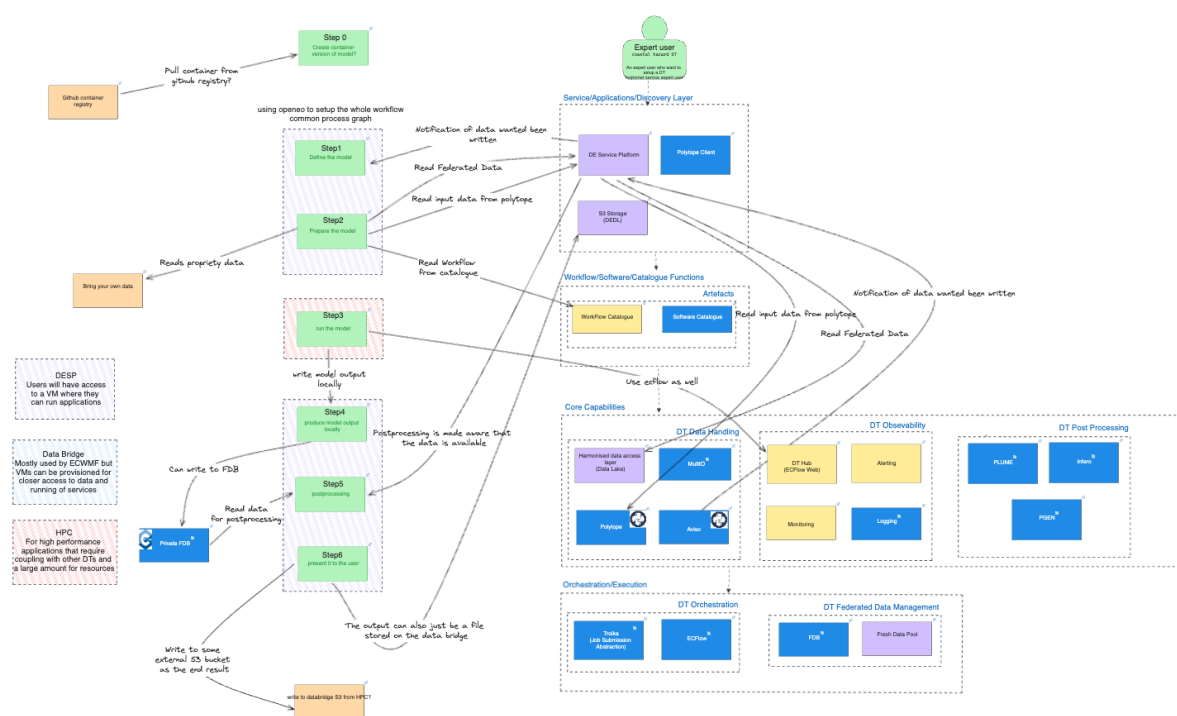 Step 0
Create container
version of model?
Pull container from
github registry?
Github container
registry
Expert user
coastal hazard DT
An expert user who want to
setup a DT
Service/Applications/Discovery Layer
using openeo to setup the whole workflow
common process graph
Step1
Define the model
Notification of data wanted been
written
DE Service Platform
Polytope Client
Read Federated Data
Read input data from polytope
Step2
Prepare the model
S3 Storage
(DEDL)
Reads propriety data
Bring your own data
Read Workflow
from catalogue
Workflow/Software/Catalogue Functions
Artefacts
WorkFlow Catalogue
Software Catalogue
Notification of data wanted been written
Read input data from polytope
Read Federated Data
Step3
run the model
write model output
locally
Use ecflow as well
DESP
Users will have access
to a VM where they
can run applications
Step4
produce model output
locally
Core Capabilities
DT Data Handling
DT Obsevability
DT Post Processing
Postprocessing is made aware that
the data is available
Harmonised data access
layer
(Data Lake)
MultIO
DT Hub
(ECFlow Web)
Alerting
PLUME
Infero
Data Bridge
Mostly used by ECWMF but
VMs can be provisioned for
closer access to data and
running of services
Can write to FDB
Read data
for postprocessing
Step5
postprocessing
Polytope
Aviso
Monitoring
Logging
PGEN
HPC
For high performance
applications that require
coupling with other DTs and
a large amount for resources
Private FDB
Step6
present it to the user
Orchestration/Execution
DT Orchestration
DT Federated Data Management
Troika
(Job Submission
Abstraction)
ECFlow
FDB
Fresh Data Pool
The output can also just be a file
stored on the data bridge
Write to some
external S3 bucket
as the end result
write to databridge S3 from HPC?